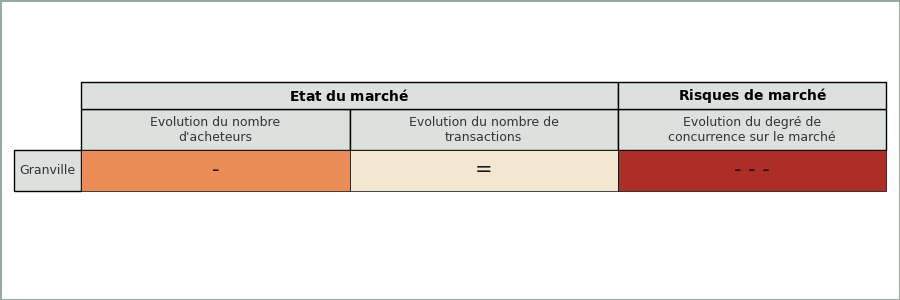 Etat du marché
Risques de marché
Evolution du nombre
d'acheteurs
Evolution du nombre de
transactions
Evolution du degré de
concurrence sur le marché
Granville
-
=
- - -